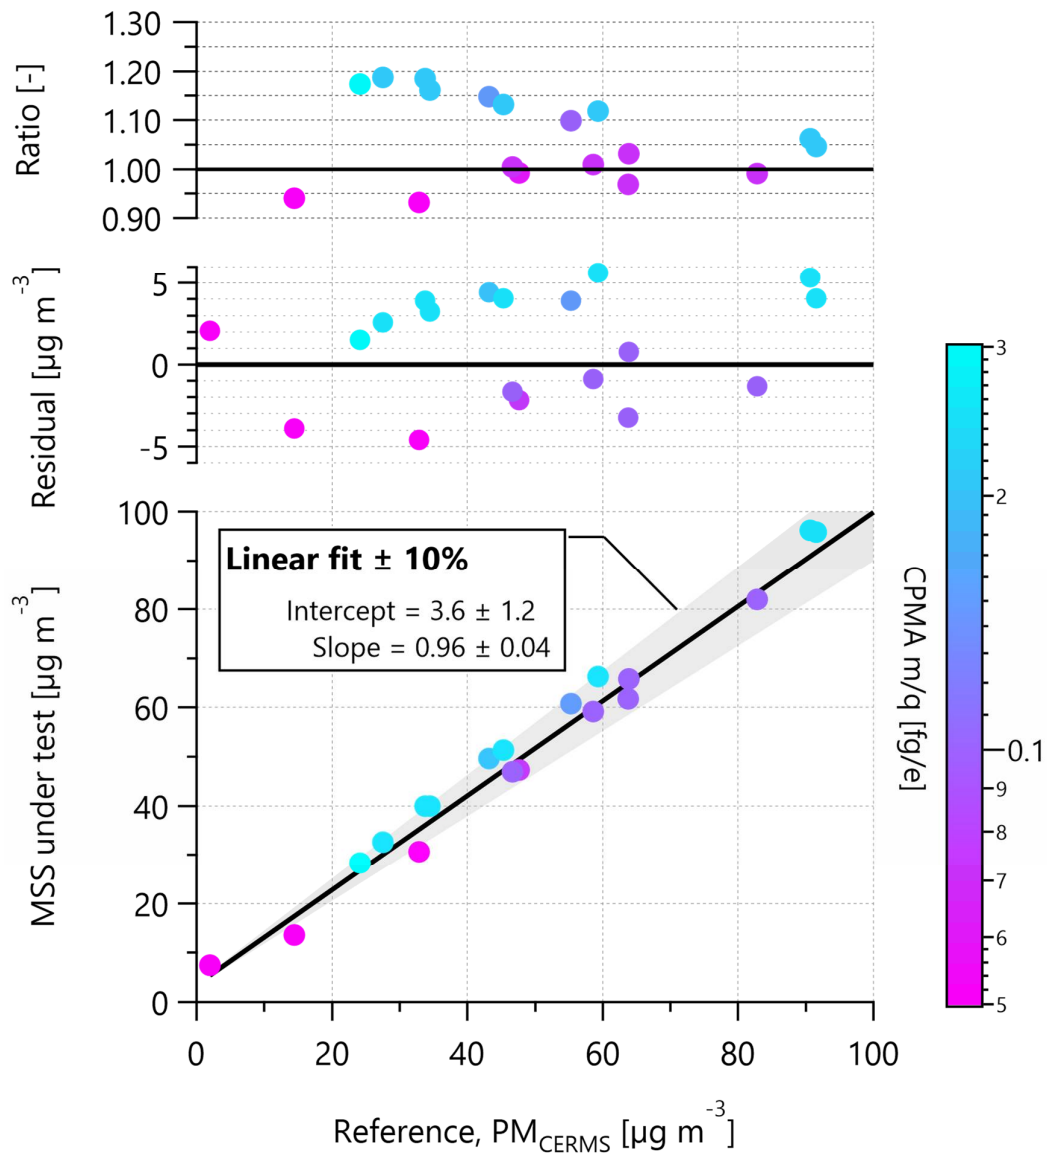 1.30
1.20
1.10
1.00
0.90
Ratio [-]
5
0
-5
Residual [µg m⁻³]
100
80
60
40
20
0
MSS under test [µg m⁻³]
Linear fit ± 10%
Intercept = 3.6 ± 1.2
Slope = 0.96 ± 0.04
0 20 40 60 80 100
Reference, PM_CERMS [µg m⁻³]
3
2
0.1
9
8
7
6
5
CPMA m/q [fg/e]